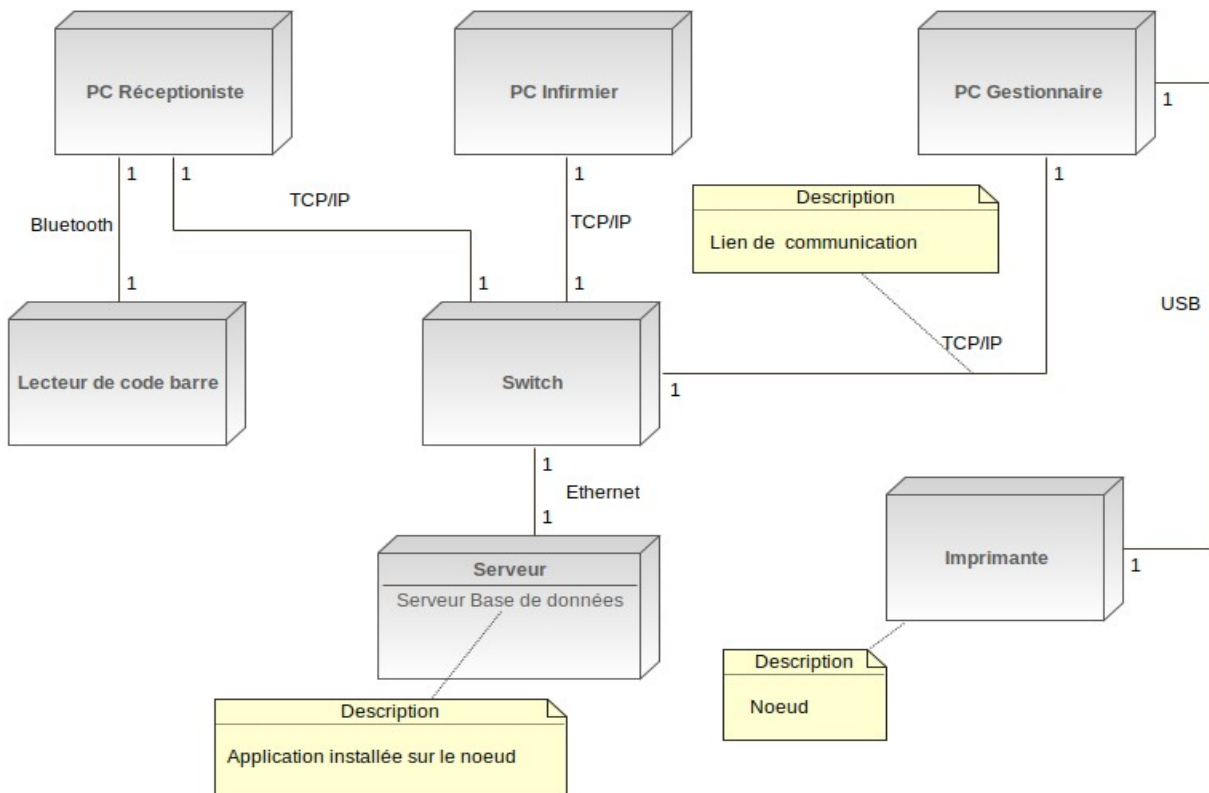 PC Réceptioniste
PC Infirmier
PC Gestionnaire
1
1
1
1
1
1
Description
Lien de  communication
TCP/IP
Bluetooth
TCP/IP
1
1
1
USB
TCP/IP
Lecteur de code barre
Switch
1
1
Ethernet
1
Imprimante
1
Serveur
Serveur Base de données
Description
Noeud
Description
Application installée sur le noeud